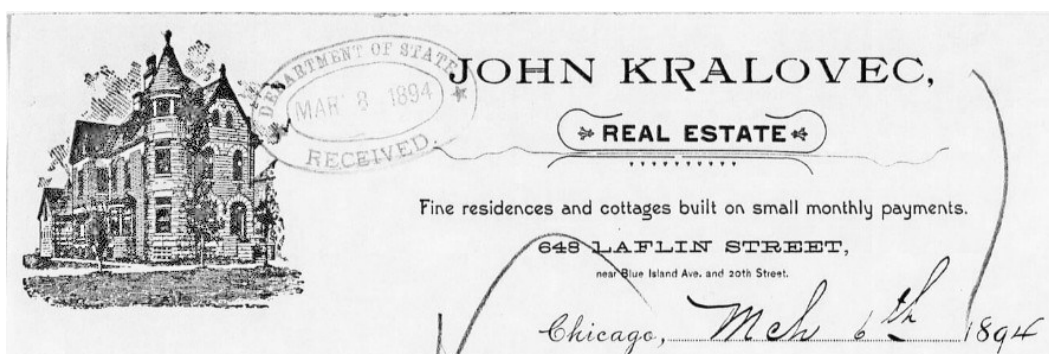 DEPARTMENT OF STATE
MAR 8 1894
RECEIVED.
JOHN KRALOVEC,
REAL ESTATE
Fine residences and cottages built on small monthly payments.
648 LAFLIN STREET,
near Blue Island Ave. and 20th Street.
Chicago, Mch 6th 1894